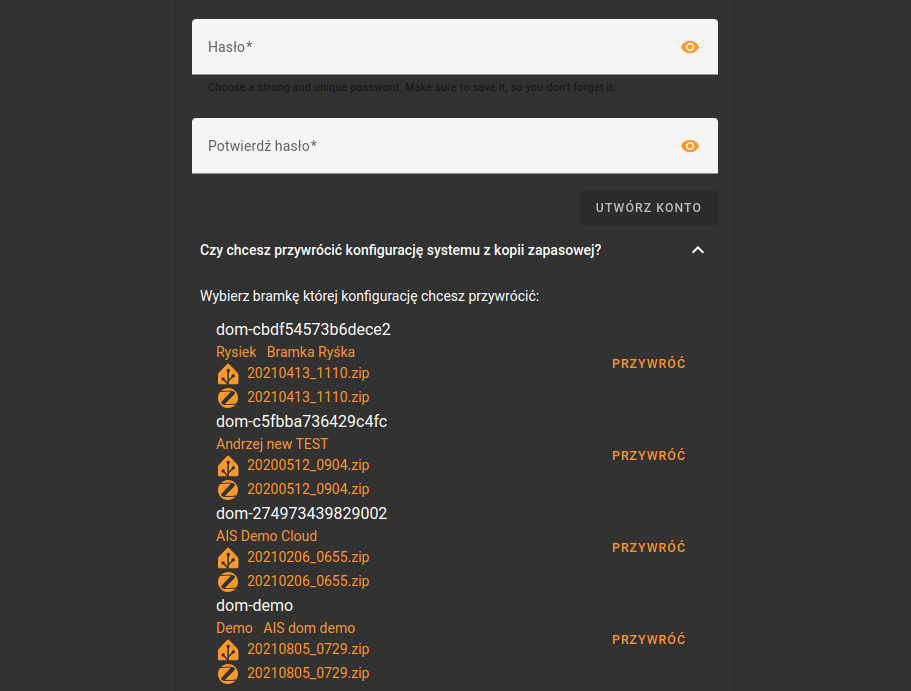 Hasło*
Choose a strong and unique password. Make sure to save it, so you don't forget it.
Potwierdź hasło*
UTWÓRZ KONTO
Czy chcesz przywrócić konfigurację systemu z kopii zapasowej?
Wybierz bramkę której konfigurację chcesz przywrócić:
dom-cbdf54573b6dece2
Rysiek Bramka Ryśka
PRZYWRÓĆ
20210413_1110.zip
20210413_1110.zip
dom-c5fbba736429c4fc
Andrzej new TEST
PRZYWRÓĆ
20200512_0904.zip
20200512_0904.zip
dom-274973439829002
AIS Demo Cloud
PRZYWRÓĆ
20210206_0655.zip
20210206_0655.zip
dom-demo
Demo AIS dom demo
PRZYWRÓĆ
20210805_0729.zip
20210805_0729.zip